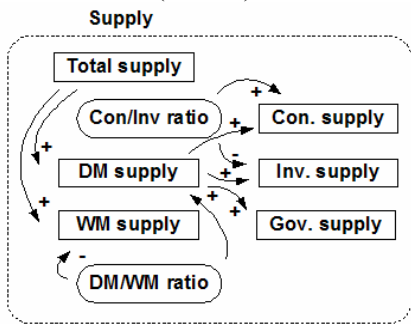 Supply
Total supply
Con/Inv ratio
+
+
Con. supply
+
-
DM supply
+
Inv. supply
+
+
+
WM supply
Gov. supply
-
DM/WM ratio